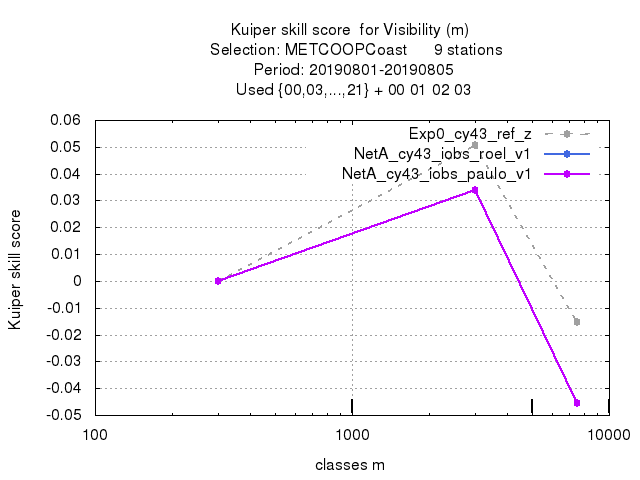 Kuiper skill score  for Visibility (m)
Selection: METCOOPCoast      9 stations
Period: 20190801-20190805
Used {00,03,...,21} + 00 01 02 03
Exp0_cy43_ref_z
NetA_cy43_iobs_roel_v1
NetA_cy43_iobs_paulo_v1
0.06
0.05
0.04
0.03
0.02
0.01
0
-0.01
-0.02
-0.03
-0.04
-0.05
Kuiper skill score
100
1000
10000
classes m